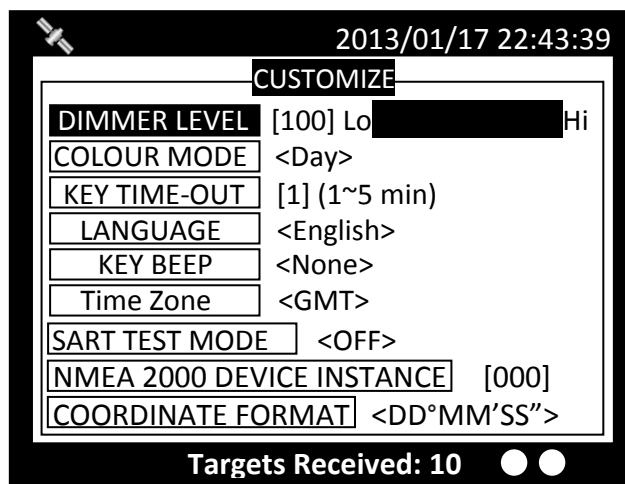 2013/01/17 22:43:39
CUSTOMIZE
DIMMER LEVEL [100] Lo Hi
COLOUR MODE <Day>
KEY TIME-OUT [1] (1~5 min)
LANGUAGE <English>
KEY BEEP <None>
Time Zone <GMT>
SART TEST MODE <OFF>
NMEA 2000 DEVICE INSTANCE [000]
COORDINATE FORMAT <DD°MM’SS”>
Targets Received: 10